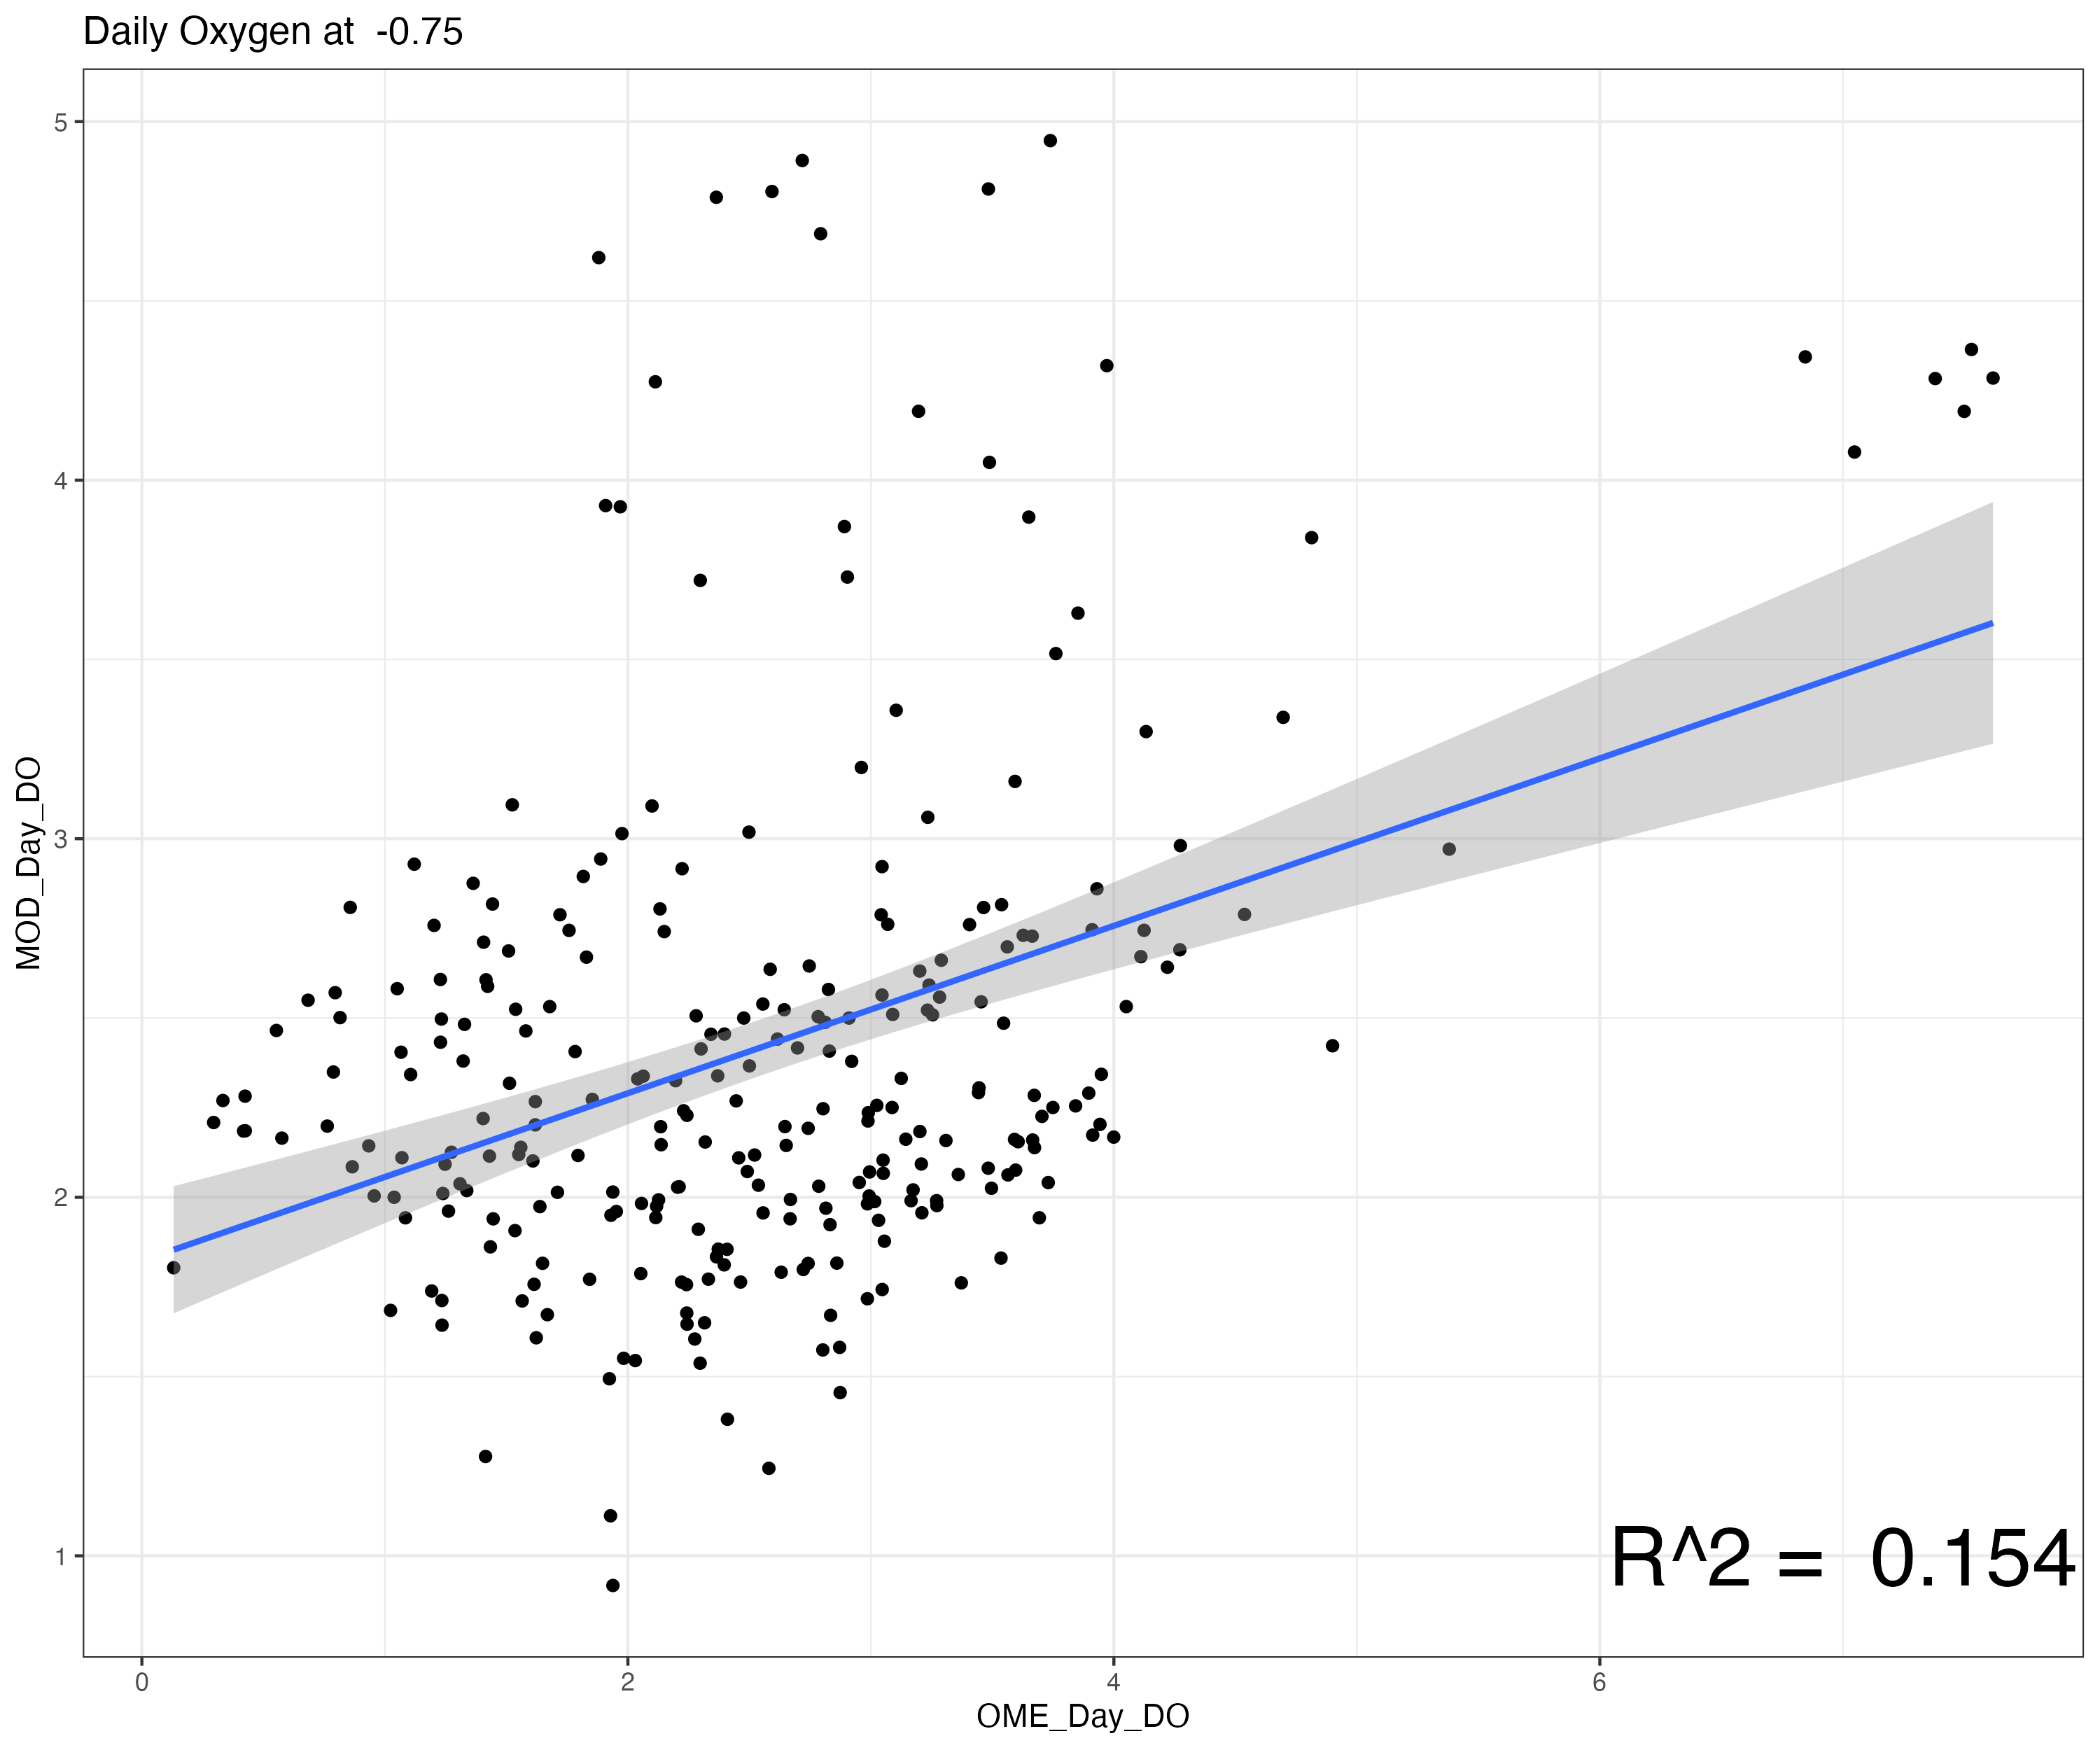 Daily Oxygen at  -0.75
5
4
3
2
1
MOD_Day_DO
R^2 =  0.154
0 2 4 6
OME_Day_DO